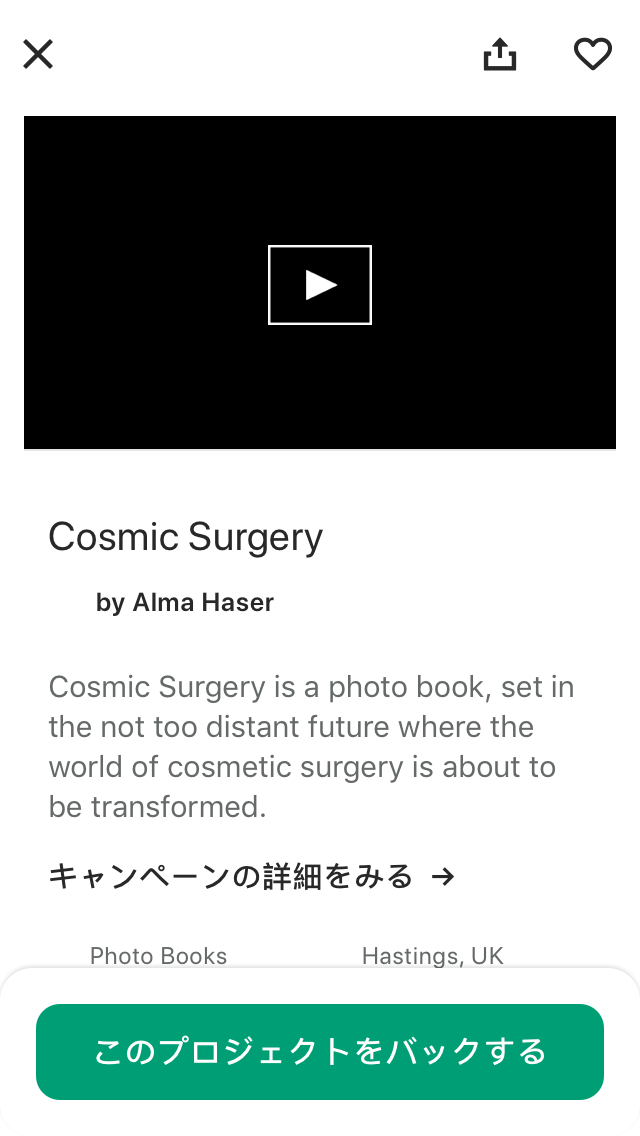 Cosmic Surgery
by Alma Haser
Cosmic Surgery is a photo book, set in
the not too distant future where the
world of cosmetic surgery is about to
be transformed.
キャンペーンの詳細をみる →
Photo Books
Hastings, UK
このプロジェクトをバックする